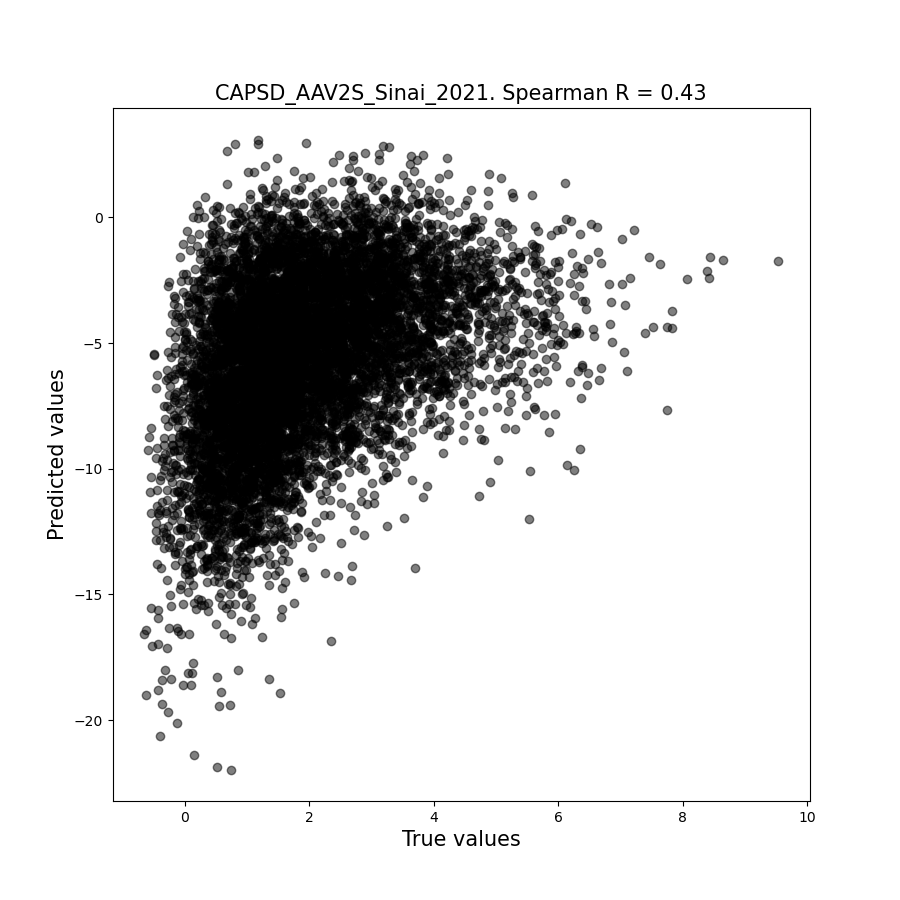 CAPSD_AAV2S_Sinai_2021. Spearman R = 0.43
Predicted values
0
−5
−10
−15
−20
0 2 4 6 8 10
True values